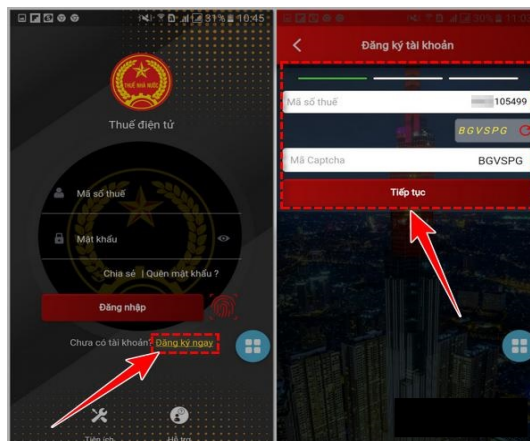 31% 10:45
THUẾ NHÀ NƯỚC
Thuế điện tử
Mã số thuế
Mật khẩu
Chia sẻ | Quên mật khẩu ?
Đăng nhập
Chưa có tài khoản? Đăng ký ngay
Tiện ích
Hỗ trợ
30%
Đăng ký tài khoản
Mã số thuế
105499
BGVSPG
Mã Captcha
BGVSPG
Tiếp tục